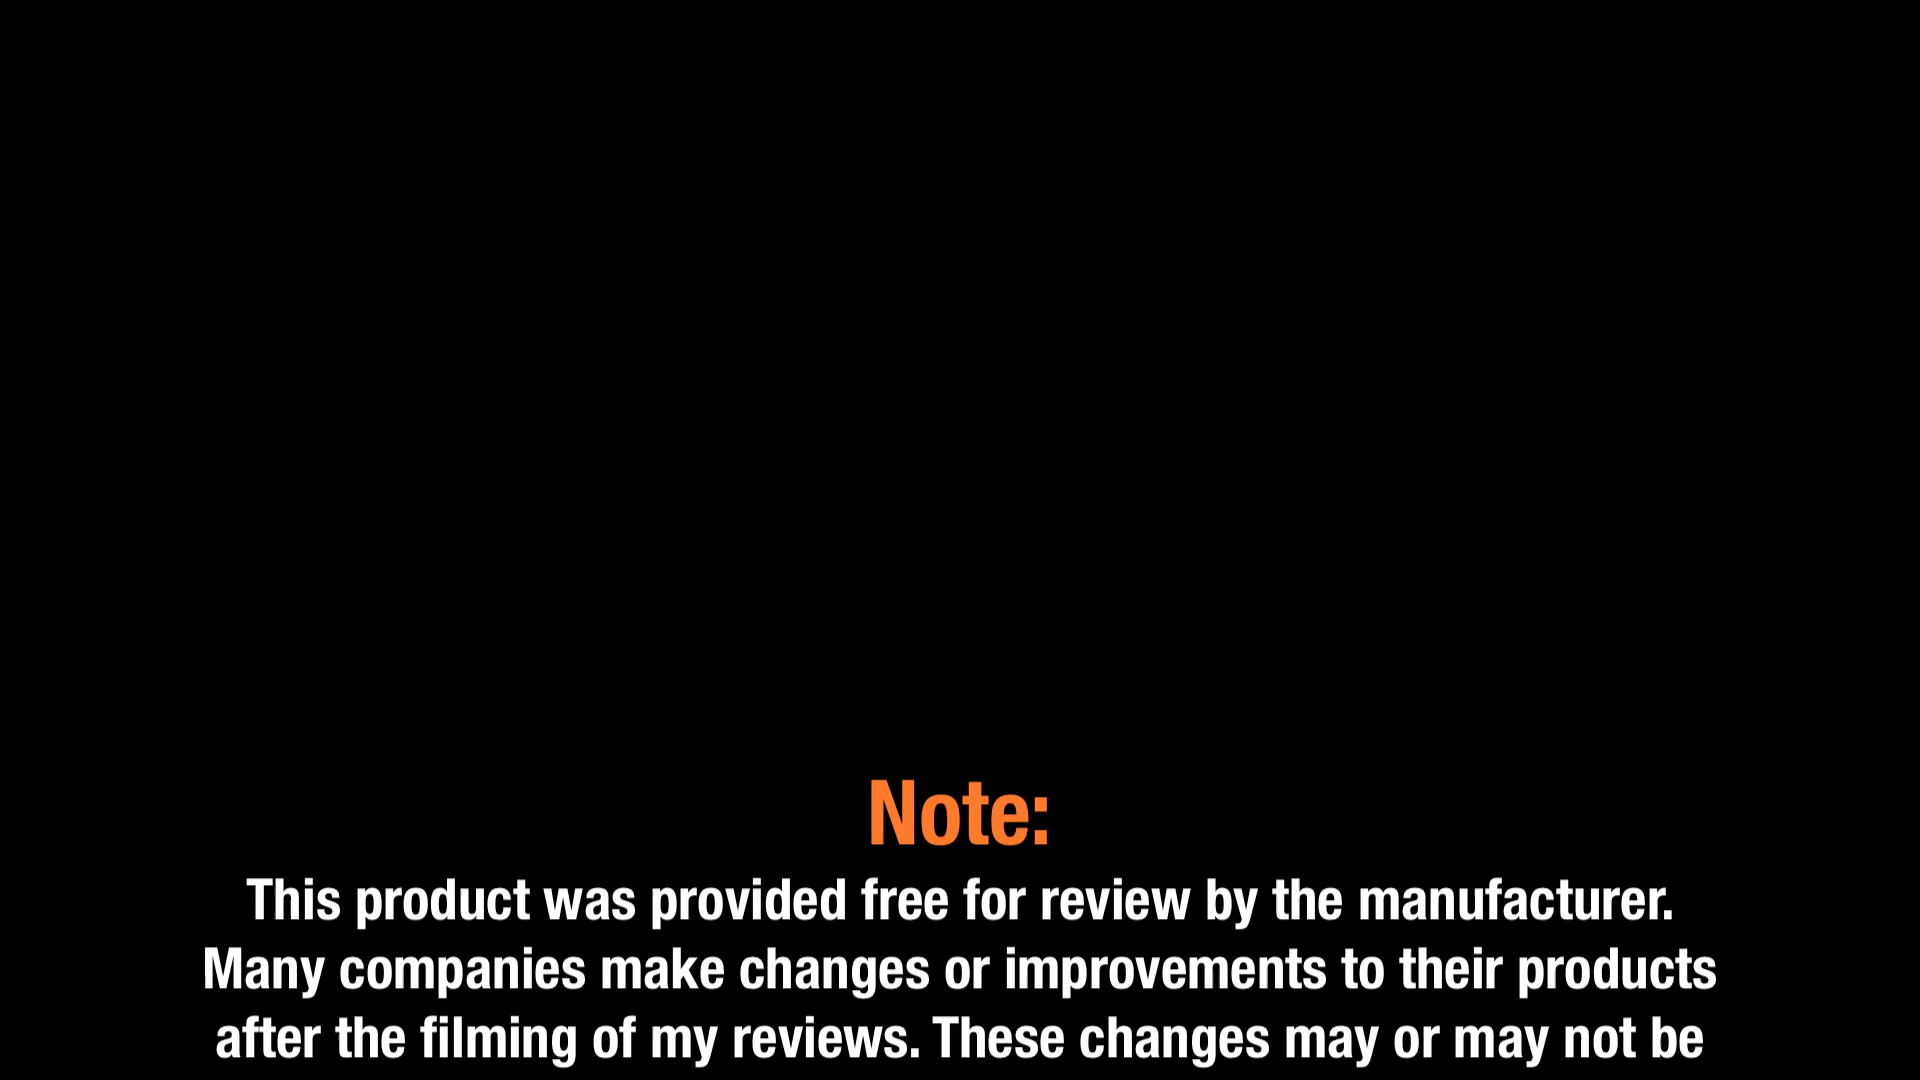 Note:
This product was provided free for review by the manufacturer.
Many companies make changes or improvements to their products
after the filming of my reviews. These changes may or may not be